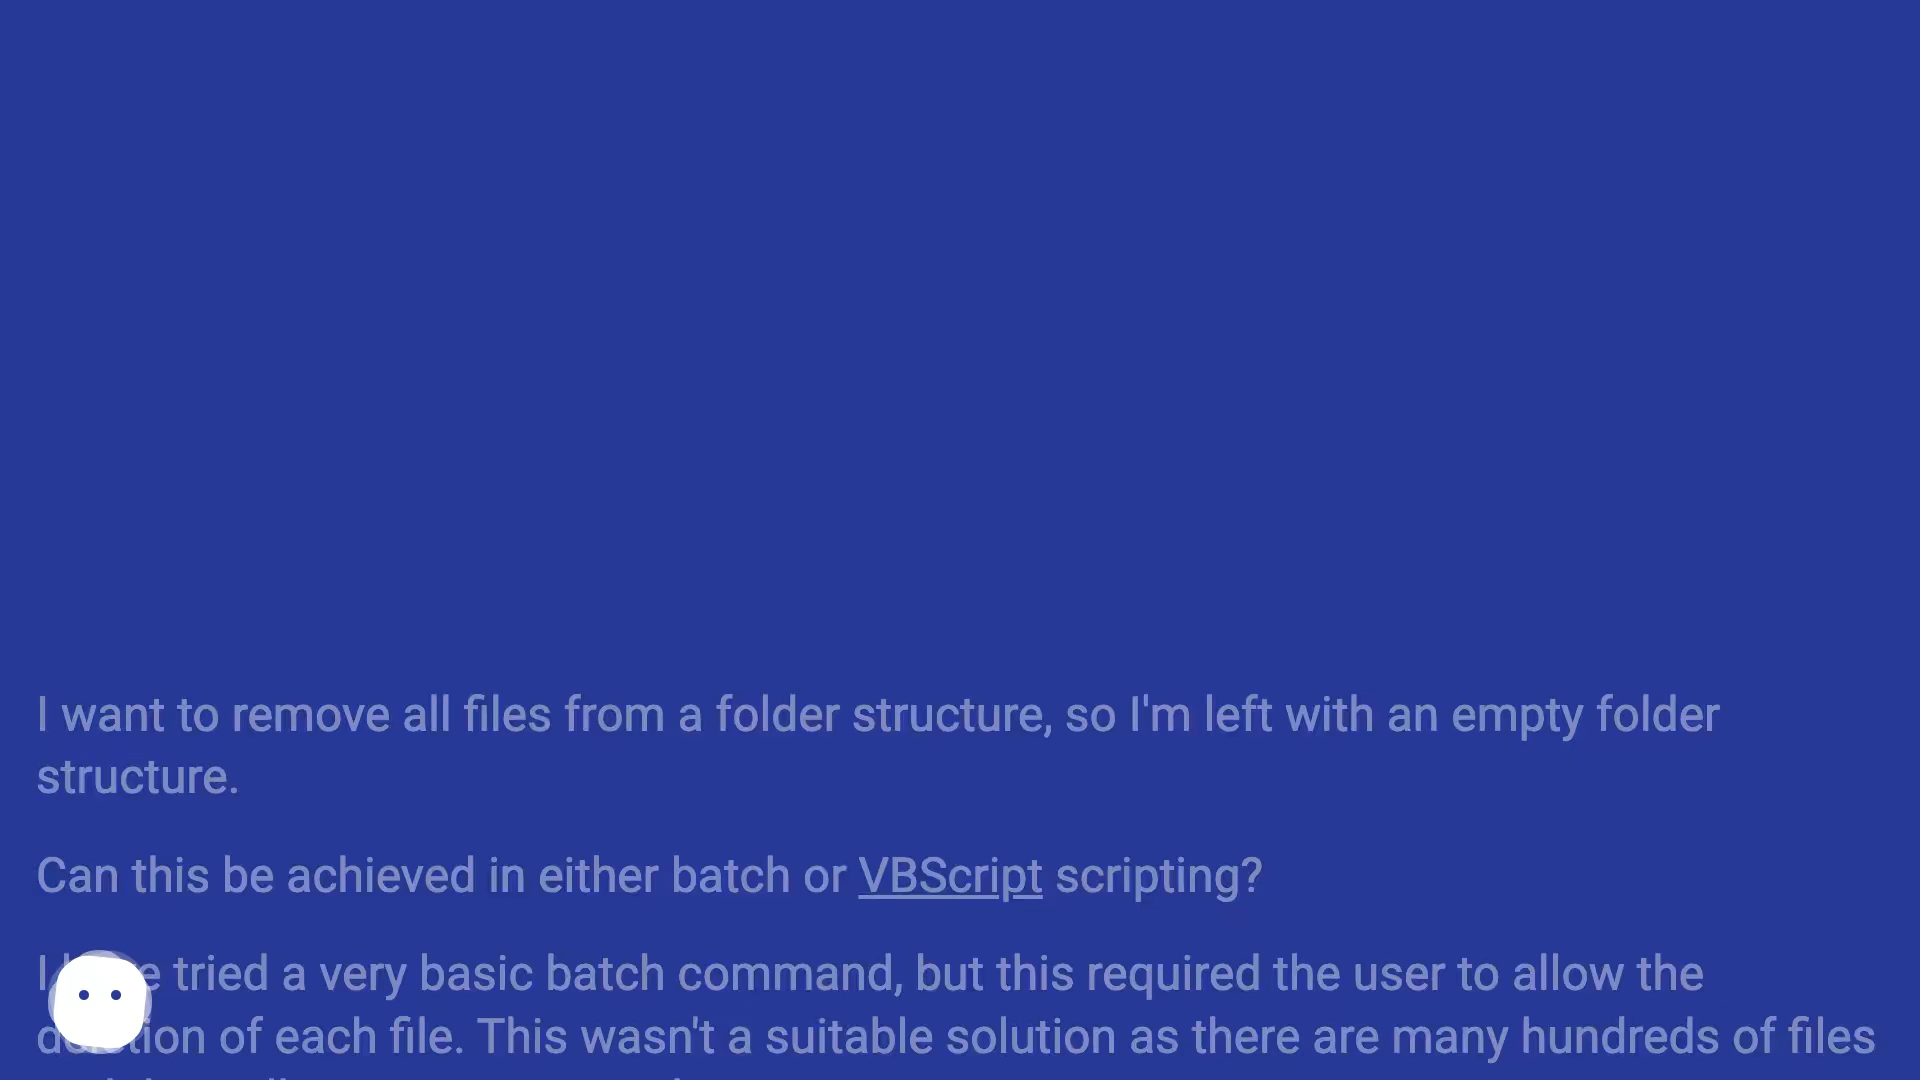 I want to remove all files from a folder structure, so I'm left with an empty folder
structure.
Can this be achieved in either batch or VBScript scripting?
I tried a very basic batch command, but this required the user to allow the
of each file. This wasn't a suitable solution as there are many hundreds of files